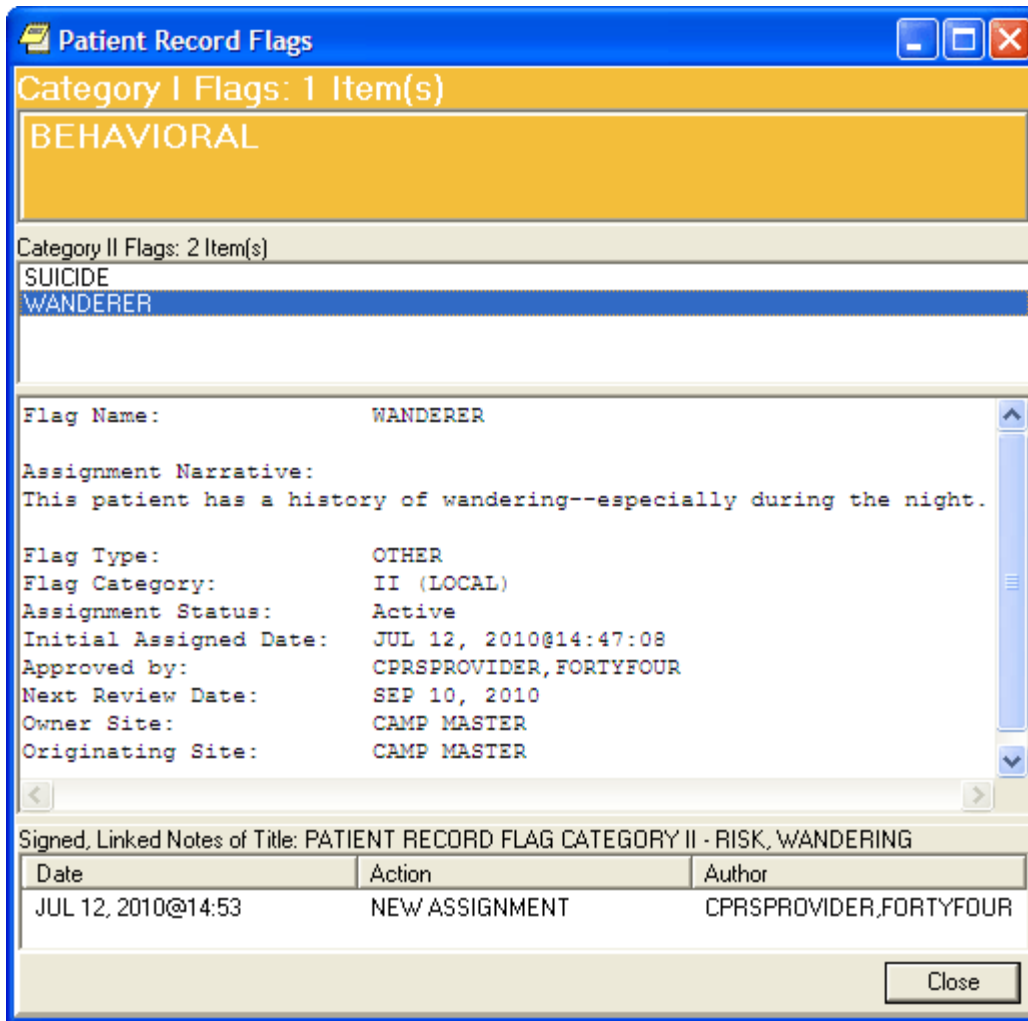 Patient Record Flags
Category I Flags: 1 Item(s)
BEHAVIORAL
Category II Flags: 2 Item(s)
SUICIDE
WANDERER
Flag Name: WANDERER
Assignment Narrative:
This patient has a history of wandering--especially during the night.
Flag Type: OTHER
Flag Category: II (LOCAL)
Assignment Status: Active
Initial Assigned Date: JUL 12, 2010@14:47:08
Approved by: CPRSPROVIDER,FORTYFOUR
Next Review Date: SEP 10, 2010
Owner Site: CAMP MASTER
Originating Site: CAMP MASTER
Signed, Linked Notes of Title: PATIENT RECORD FLAG CATEGORY II - RISK, WANDERING
Date Action Author
JUL 12, 2010@14:53 NEW ASSIGNMENT CPRSPROVIDER,FORTYFOUR
Close